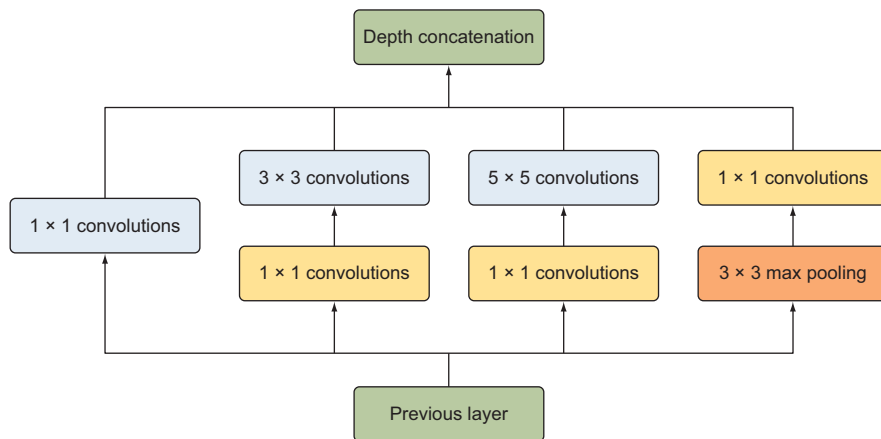 Depth concatenation
3 × 3 convolutions
5 × 5 convolutions
1 × 1 convolutions
1 × 1 convolutions
1 × 1 convolutions
1 × 1 convolutions
3 × 3 max pooling
Previous layer